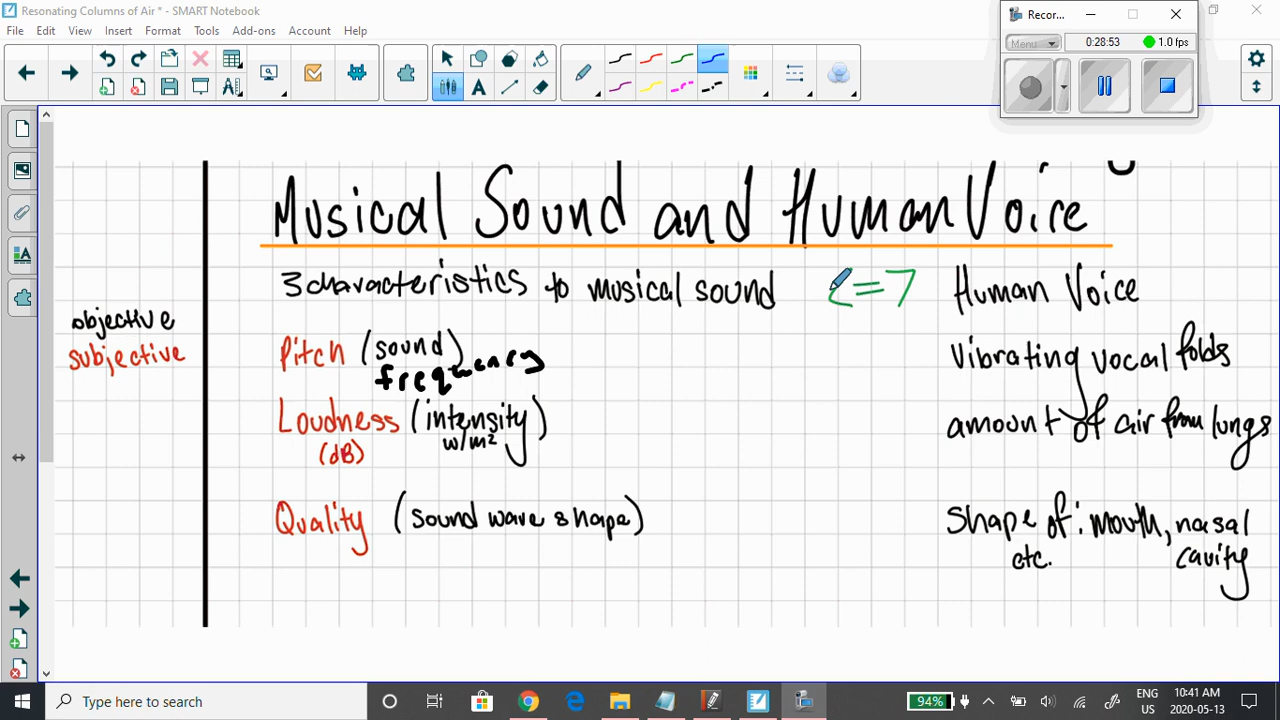 Resonating Columns of Air * - SMART Notebook
File Edit View Insert Format Tools Add-ons Account Help
Recor...
Menu 0:28:53 1.0 fps
Musical Sound and Human Voice
3 characteristics to musical sound
=7
Human Voice
objective
subjective
Pitch (sound)
frequency
vibrating vocal folds
Loudness (intensity)
(dB) w/m²
amount of air from lungs
Quality (sound wave shape)
shape of: mouth, nasal
etc. cavity
Type here to search
94%
ENG
US
10:41 AM
2020-05-13